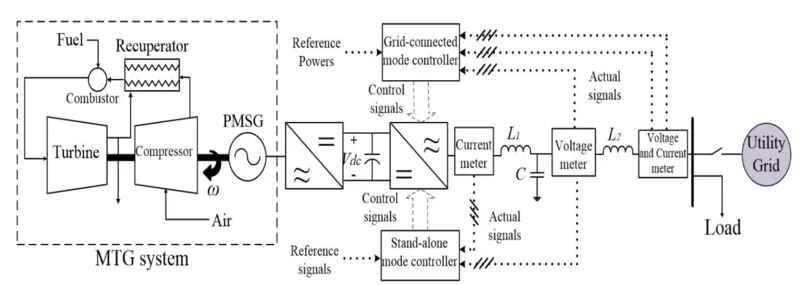 Fuel
Recuperator
Combustor
Turbine
Compressor
PMSG
ω
Air
MTG system
Reference
Powers
Grid-connected
mode controller
Control
signals
Actual
signals
+
Vdc
-
Current
meter
L1
C
Voltage
meter
L2
Voltage
and Current
meter
Utility
Grid
Load
Control
signals
Actual
signals
Reference
signals
Stand-alone
mode controller